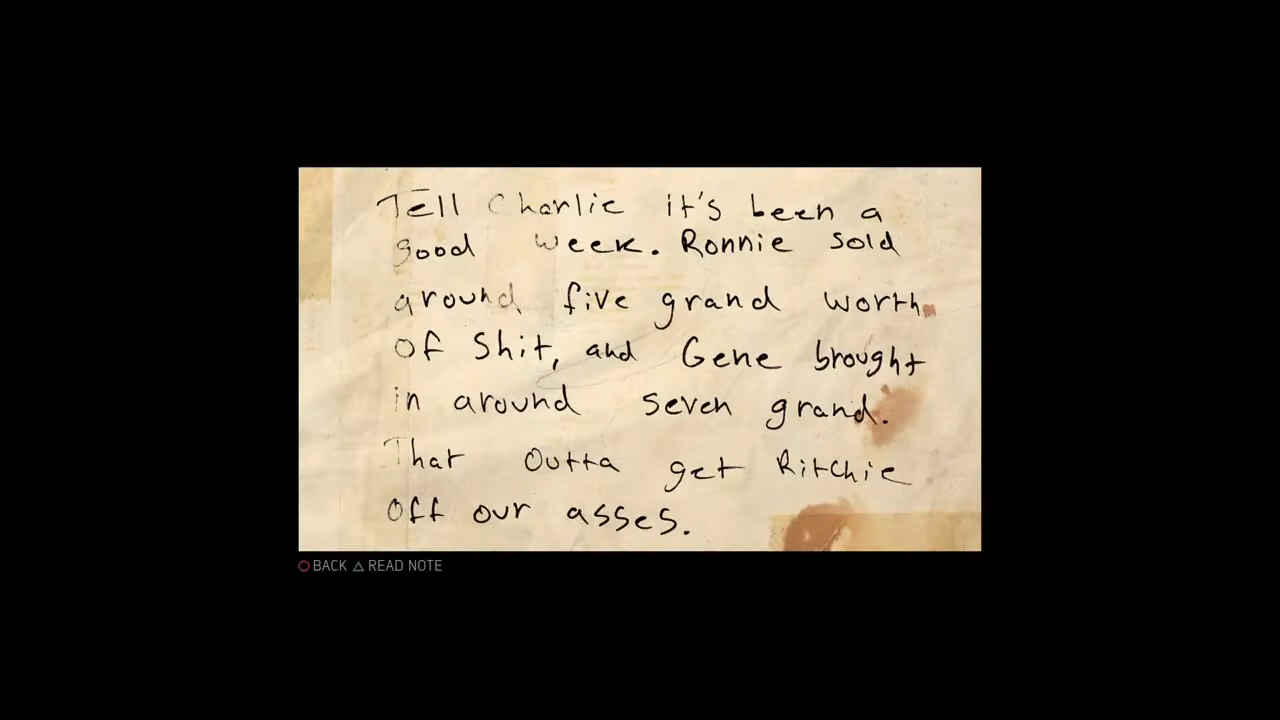 Tell Charlie it's been a
good week. Ronnie sold
around five grand worth
of Shit, and Gene brought
in around seven grand.
That Outta get Ritchie
Off our asses.
BACK READ NOTE